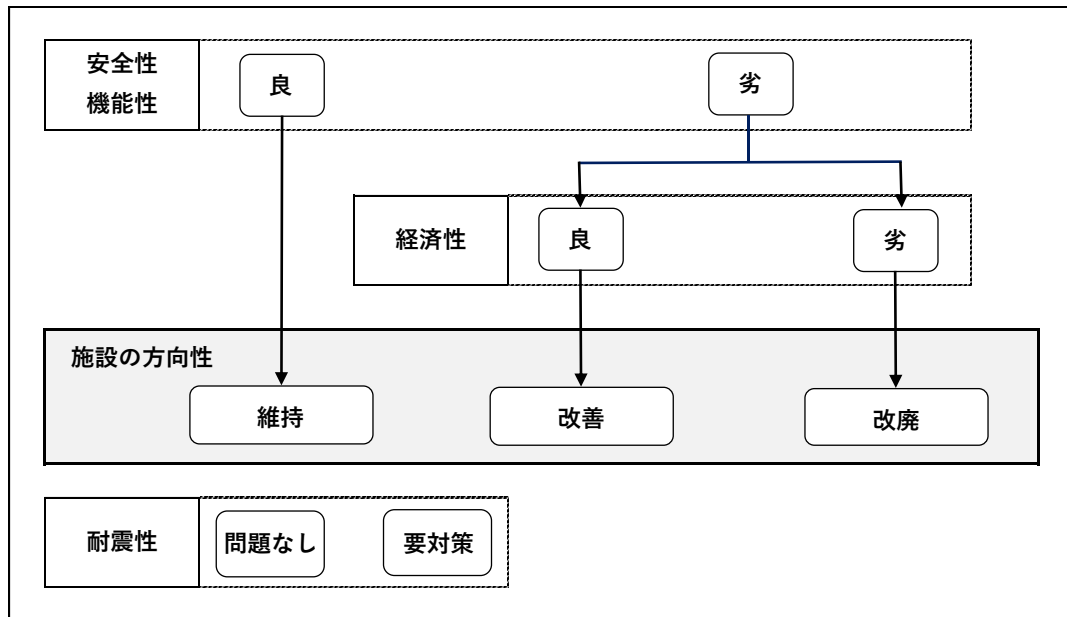 安全性
機能性
良
劣
経済性
良
劣
施設の方向性
維持
改善
改廃
耐震性
問題なし
要対策